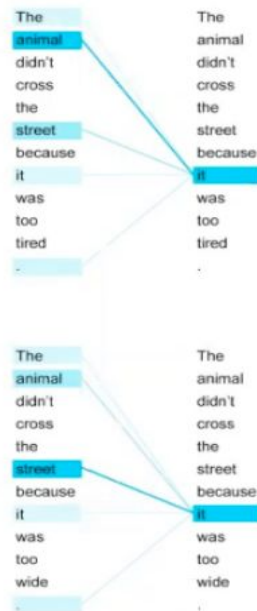 The The
animal animal
didn't didn't
cross cross
the the
street street
because because
it it
was was
too too
tired tired
. .
The The
animal animal
didn't didn't
cross cross
the the
street street
because because
it it
was was
too too
wide wide
. .